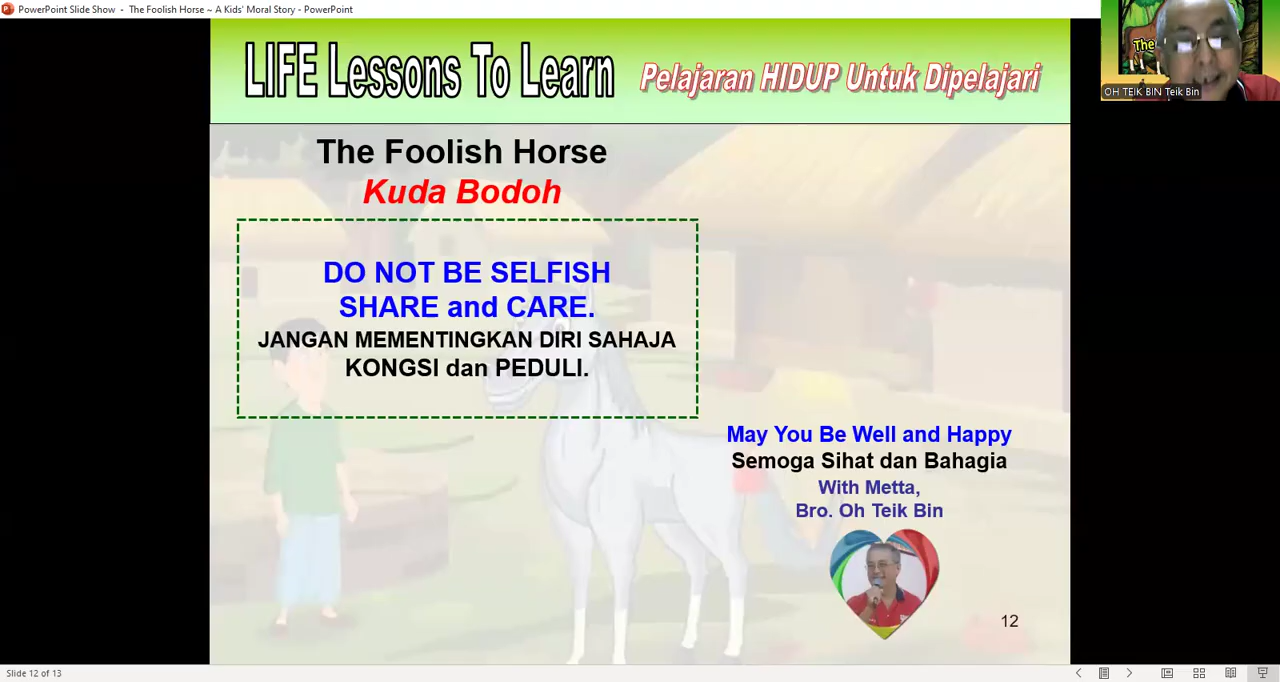 PowerPoint Slide Show - The Foolish Horse ~ A Kids' Moral Story - PowerPoint
The
OH TEIK BIN Teik Bin
LIFE Lessons To Learn
Pelajaran HIDUP Untuk Dipelajari
The Foolish Horse
Kuda Bodoh
DO NOT BE SELFISH
SHARE and CARE.
JANGAN MEMENTINGKAN DIRI SAHAJA
KONGSI dan PEDULI.
May You Be Well and Happy
Semoga Sihat dan Bahagia
With Metta,
Bro. Oh Teik Bin
12
Slide 12 of 13